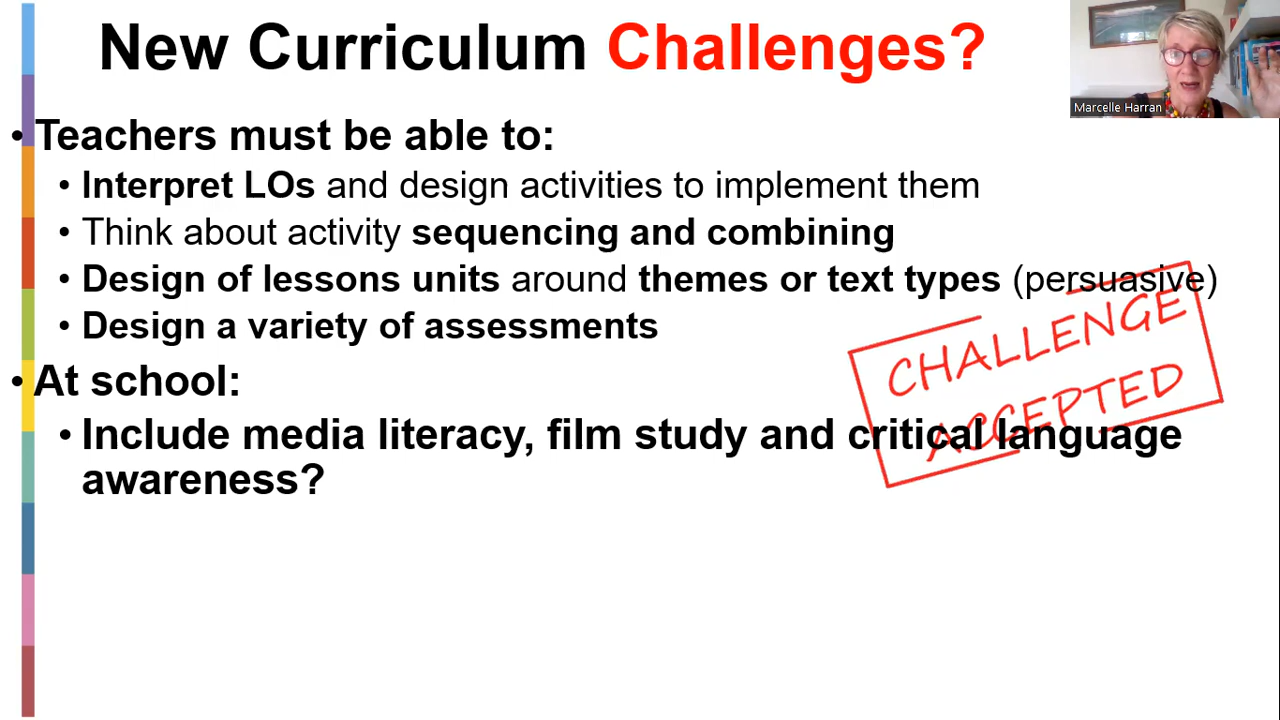 New Curriculum Challenges?
Marcelle Harran
• Teachers must be able to:
• Interpret LOs and design activities to implement them
• Think about activity sequencing and combining
• Design of lessons units around themes or text types (persuasive)
• Design a variety of assessments
CHALLENGE
ACCEPTED
• At school:
• Include media literacy, film study and critical language
awareness?